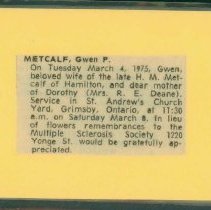 METCALF, Gwen P.
On Tuesday March 4, 1975, Gwen,
beloved wife of the late H. M. Met-
calf of Hamilton, and dear mother
of Dorothy (Mrs. R. E. Deane).
Service in St. Andrew's Church
Yard, Grimsby, Ontario, at 11:30
a.m. on Saturday March 8. In lieu
of flowers remembrances to the
Multiple Sclerosis Society 1220
Yonge St. would be gratefully ap-
preciated.